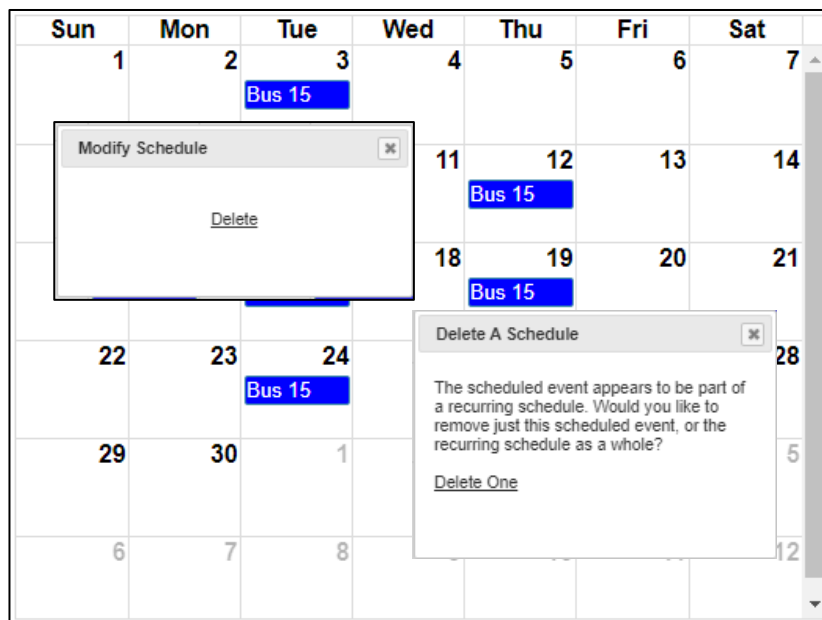 Sun Mon Tue Wed Thu Fri Sat
1 2 3 4 5 6 7
Bus 15
Modify Schedule
Delete
11 12 13 14
Bus 15
18 19 20 21
Bus 15
Delete A Schedule
The scheduled event appears to be part of
a recurring schedule. Would you like to
remove just this scheduled event, or the
recurring schedule as a whole?
Delete One
22 23 24 28
Bus 15
29 30 1 5
6 7 8 12